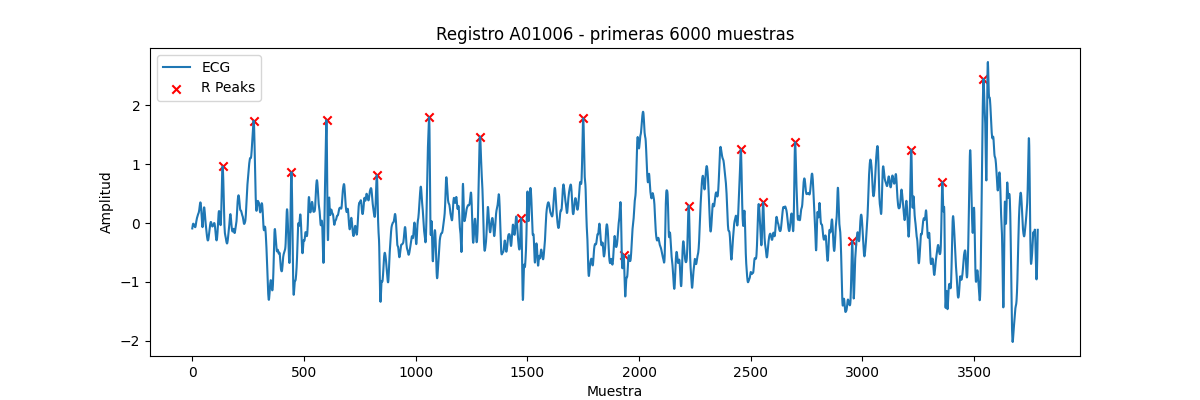 Registro A01006 - primeras 6000 muestras
ECG
R Peaks
Amplitud
2
1
0
−1
−2
0 500 1000 1500 2000 2500 3000 3500
Muestra